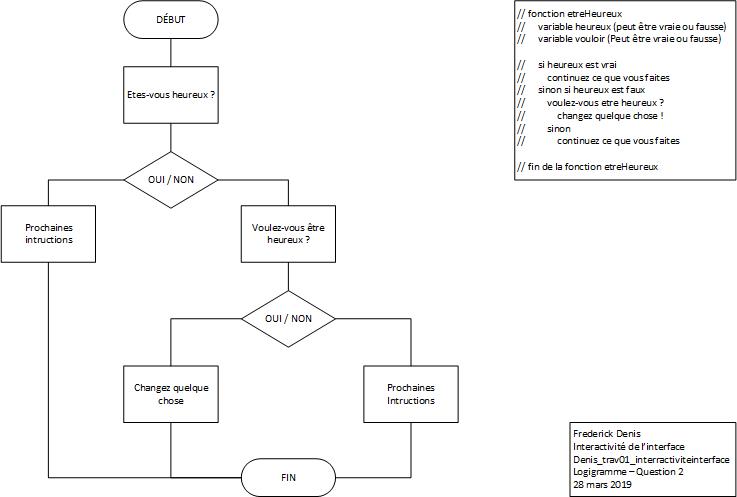 DÉBUT
Etes-vous heureux ?
OUI / NON
Prochaines
intructions
Voulez-vous être
heureux ?
OUI / NON
Changez quelque
chose
Prochaines
Intructions
FIN
// fonction etreHeureux
// variable heureux (peut être vraie ou fausse)
// variable vouloir (Peut être vraie ou fausse)
// si heureux est vrai
// continuez ce que vous faites
// sinon si heureux est faux
// voulez-vous etre heureux ?
// changez quelque chose !
// sinon
// continuez ce que vous faites
// fin de la fonction etreHeureux
Frederick Denis
Interactivité de l'interface
Denis_trav01_interractiviteinterface
Logigramme – Question 2
28 mars 2019